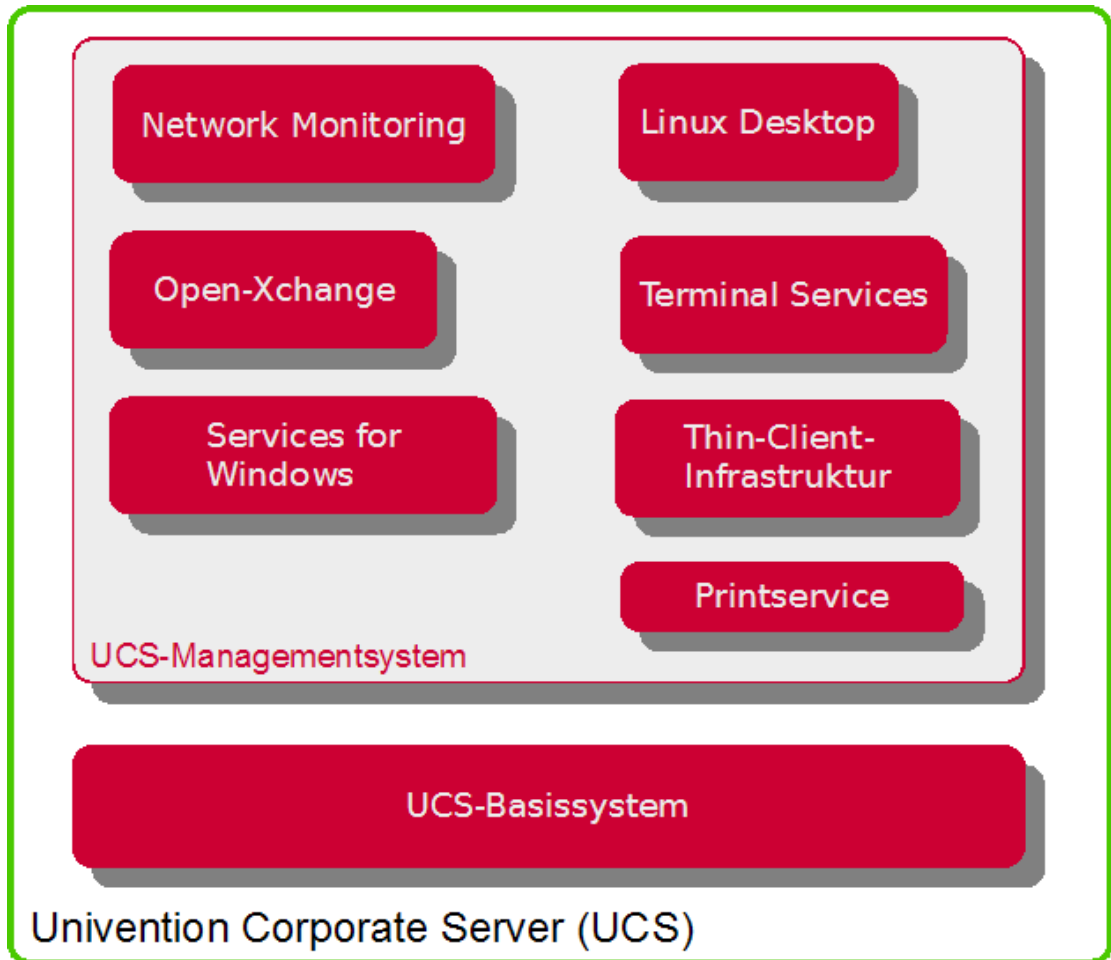 Network Monitoring
Linux Desktop
Open-Xchange
Terminal Services
Services for
Windows
Thin-Client-
Infrastruktur
Printservice
UCS-Managementsystem
UCS-Basissystem
Univention Corporate Server (UCS)